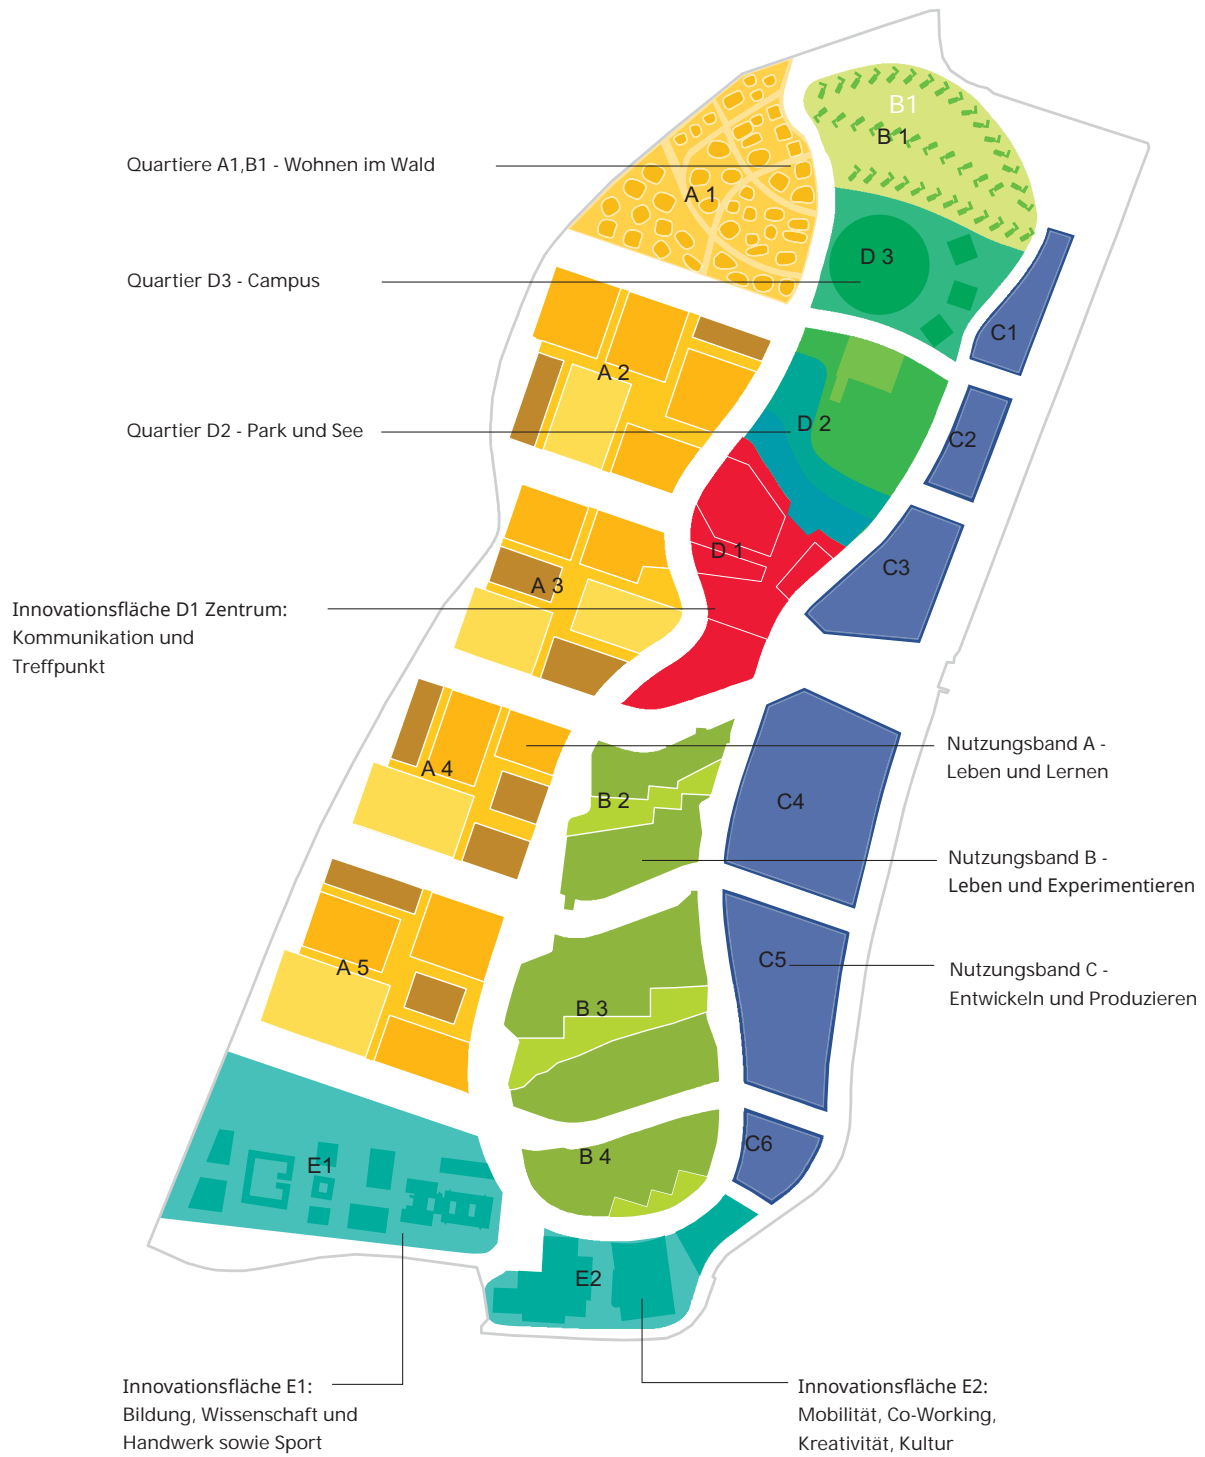 B1
B 1
Quartiere A1,B1 - Wohnen im Wald
A 1
D 3
Quartier D3 - Campus
C1
A 2
Quartier D2 - Park und See
D 2
C2
D 1
C3
A 3
Innovationsfläche D1 Zentrum:
Kommunikation und
Treffpunkt
Nutzungsband A -
Leben und Lernen
A 4
B 2
C4
Nutzungsband B -
Leben und Experimentieren
C5
A 5
Nutzungsband C -
Entwickeln und Produzieren
B 3
C6
B 4
E1
E2
Innovationsfläche E1:
Bildung, Wissenschaft und
Handwerk sowie Sport
Innovationsfläche E2:
Mobilität, Co-Working,
Kreativität, Kultur